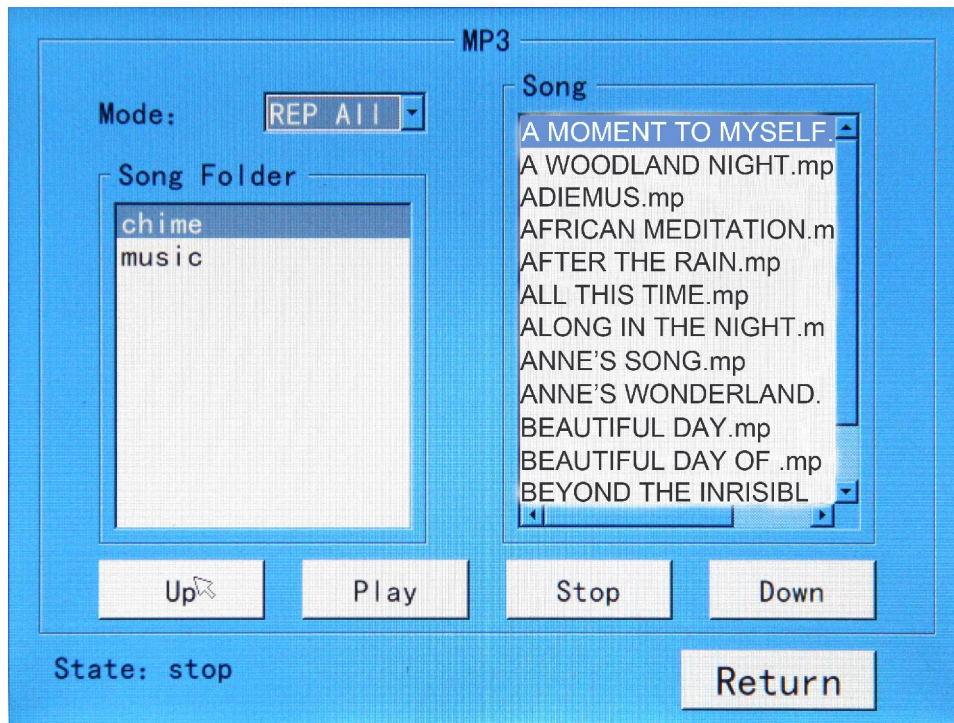 MP3
Mode:
REP All
Song Folder
chime
music
Song
A MOMENT TO MYSELF.
A WOODLAND NIGHT.mp
ADIEMUS.mp
AFRICAN MEDITATION.m
AFTER THE RAIN.mp
ALL THIS TIME.mp
ALONG IN THE NIGHT.m
ANNE’S SONG.mp
ANNE’S WONDERLAND.
BEAUTIFUL DAY.mp
BEAUTIFUL DAY OF .mp
BEYOND THE INRISIBL
Up
Play
Stop
Down
State: stop
Return